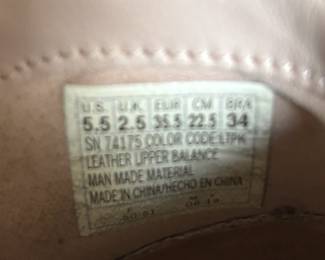 U.S. U.K. EUR CM BRA
5.5 2.5 35.5 22.5 34
SN 74175 COLOR CODE:LTPK
LEATHER UPPER BALANCE
MAN MADE MATERIAL
MADE IN CHINA/HECHO EN CHINA